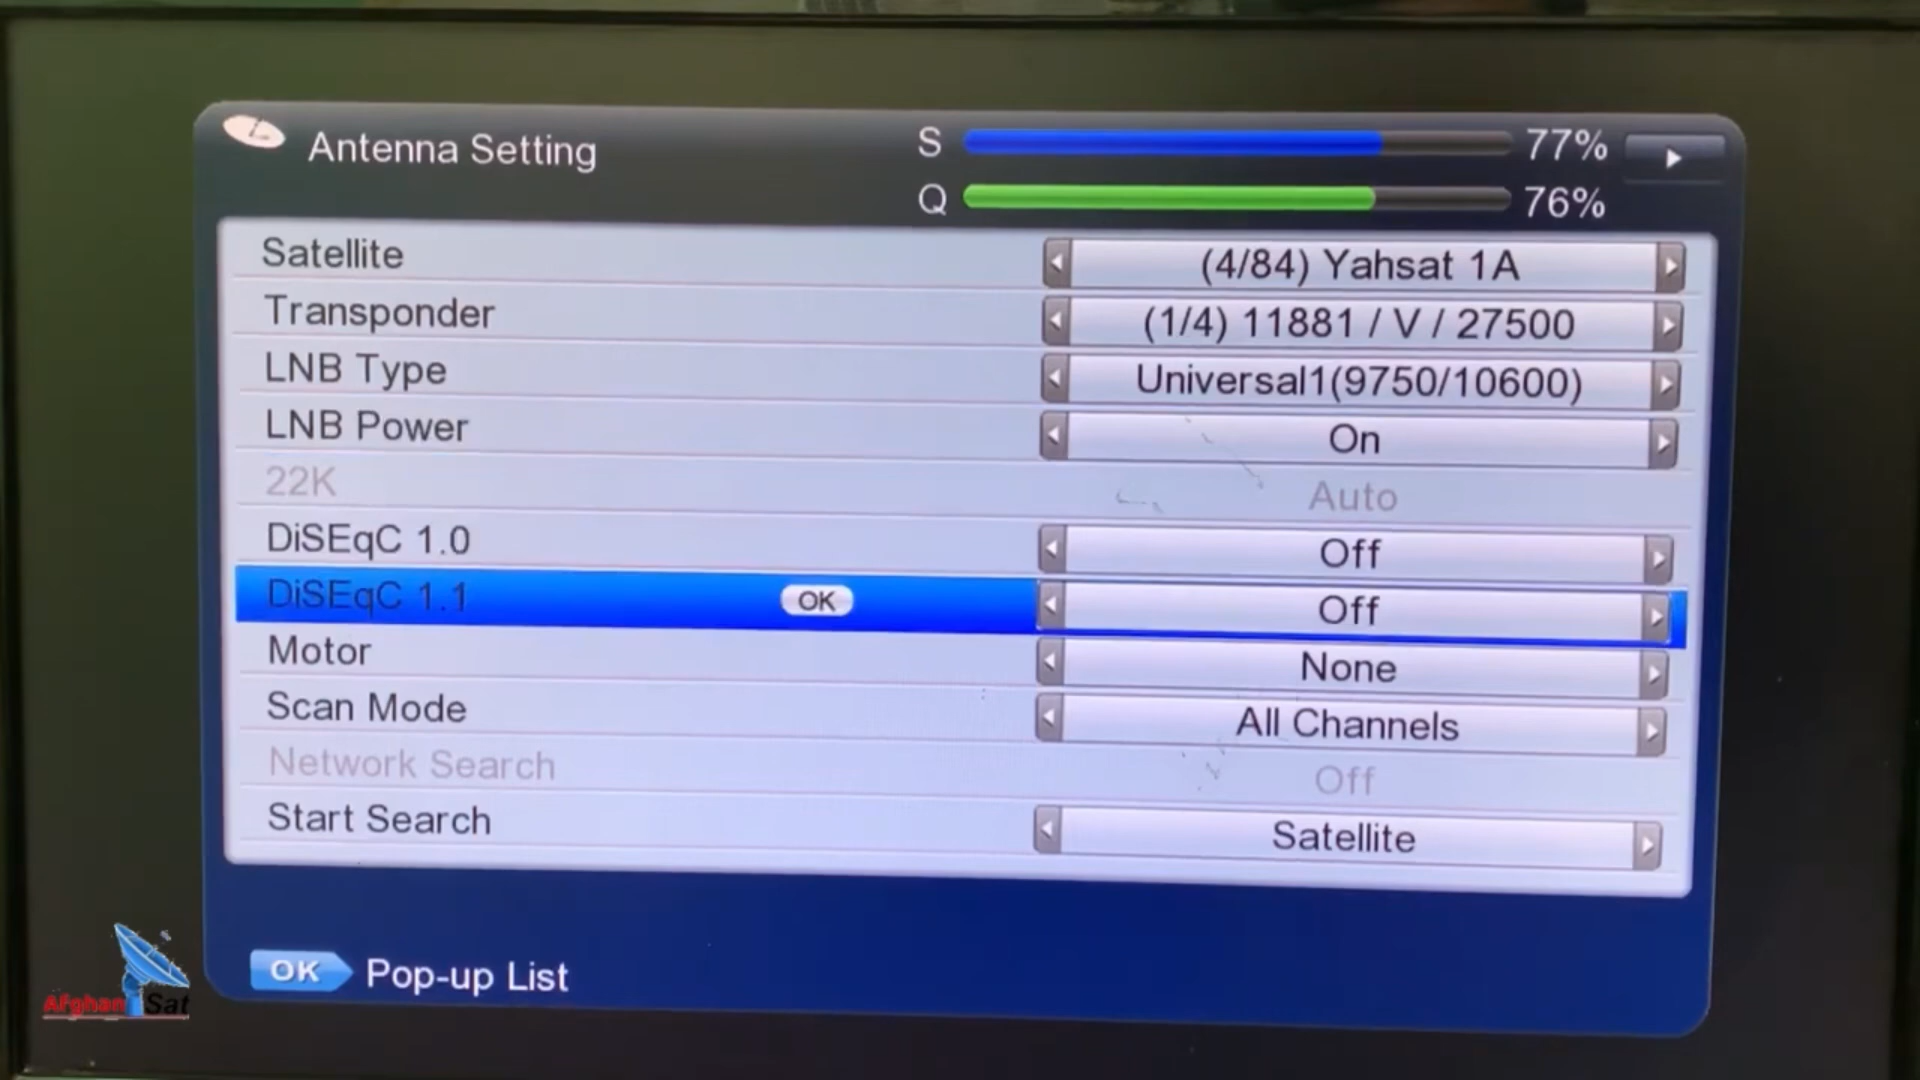 Antenna Setting
S 77%
Q 76%
Satellite (4/84) Yahsat 1A
Transponder (1/4) 11881 / V / 27500
LNB Type Universal1(9750/10600)
LNB Power On
22K Auto
DiSEqC 1.0 Off
DiSEqC 1.1 OK Off
Motor None
Scan Mode All Channels
Network Search Off
Start Search Satellite
OK Pop-up List
Afghan Sat